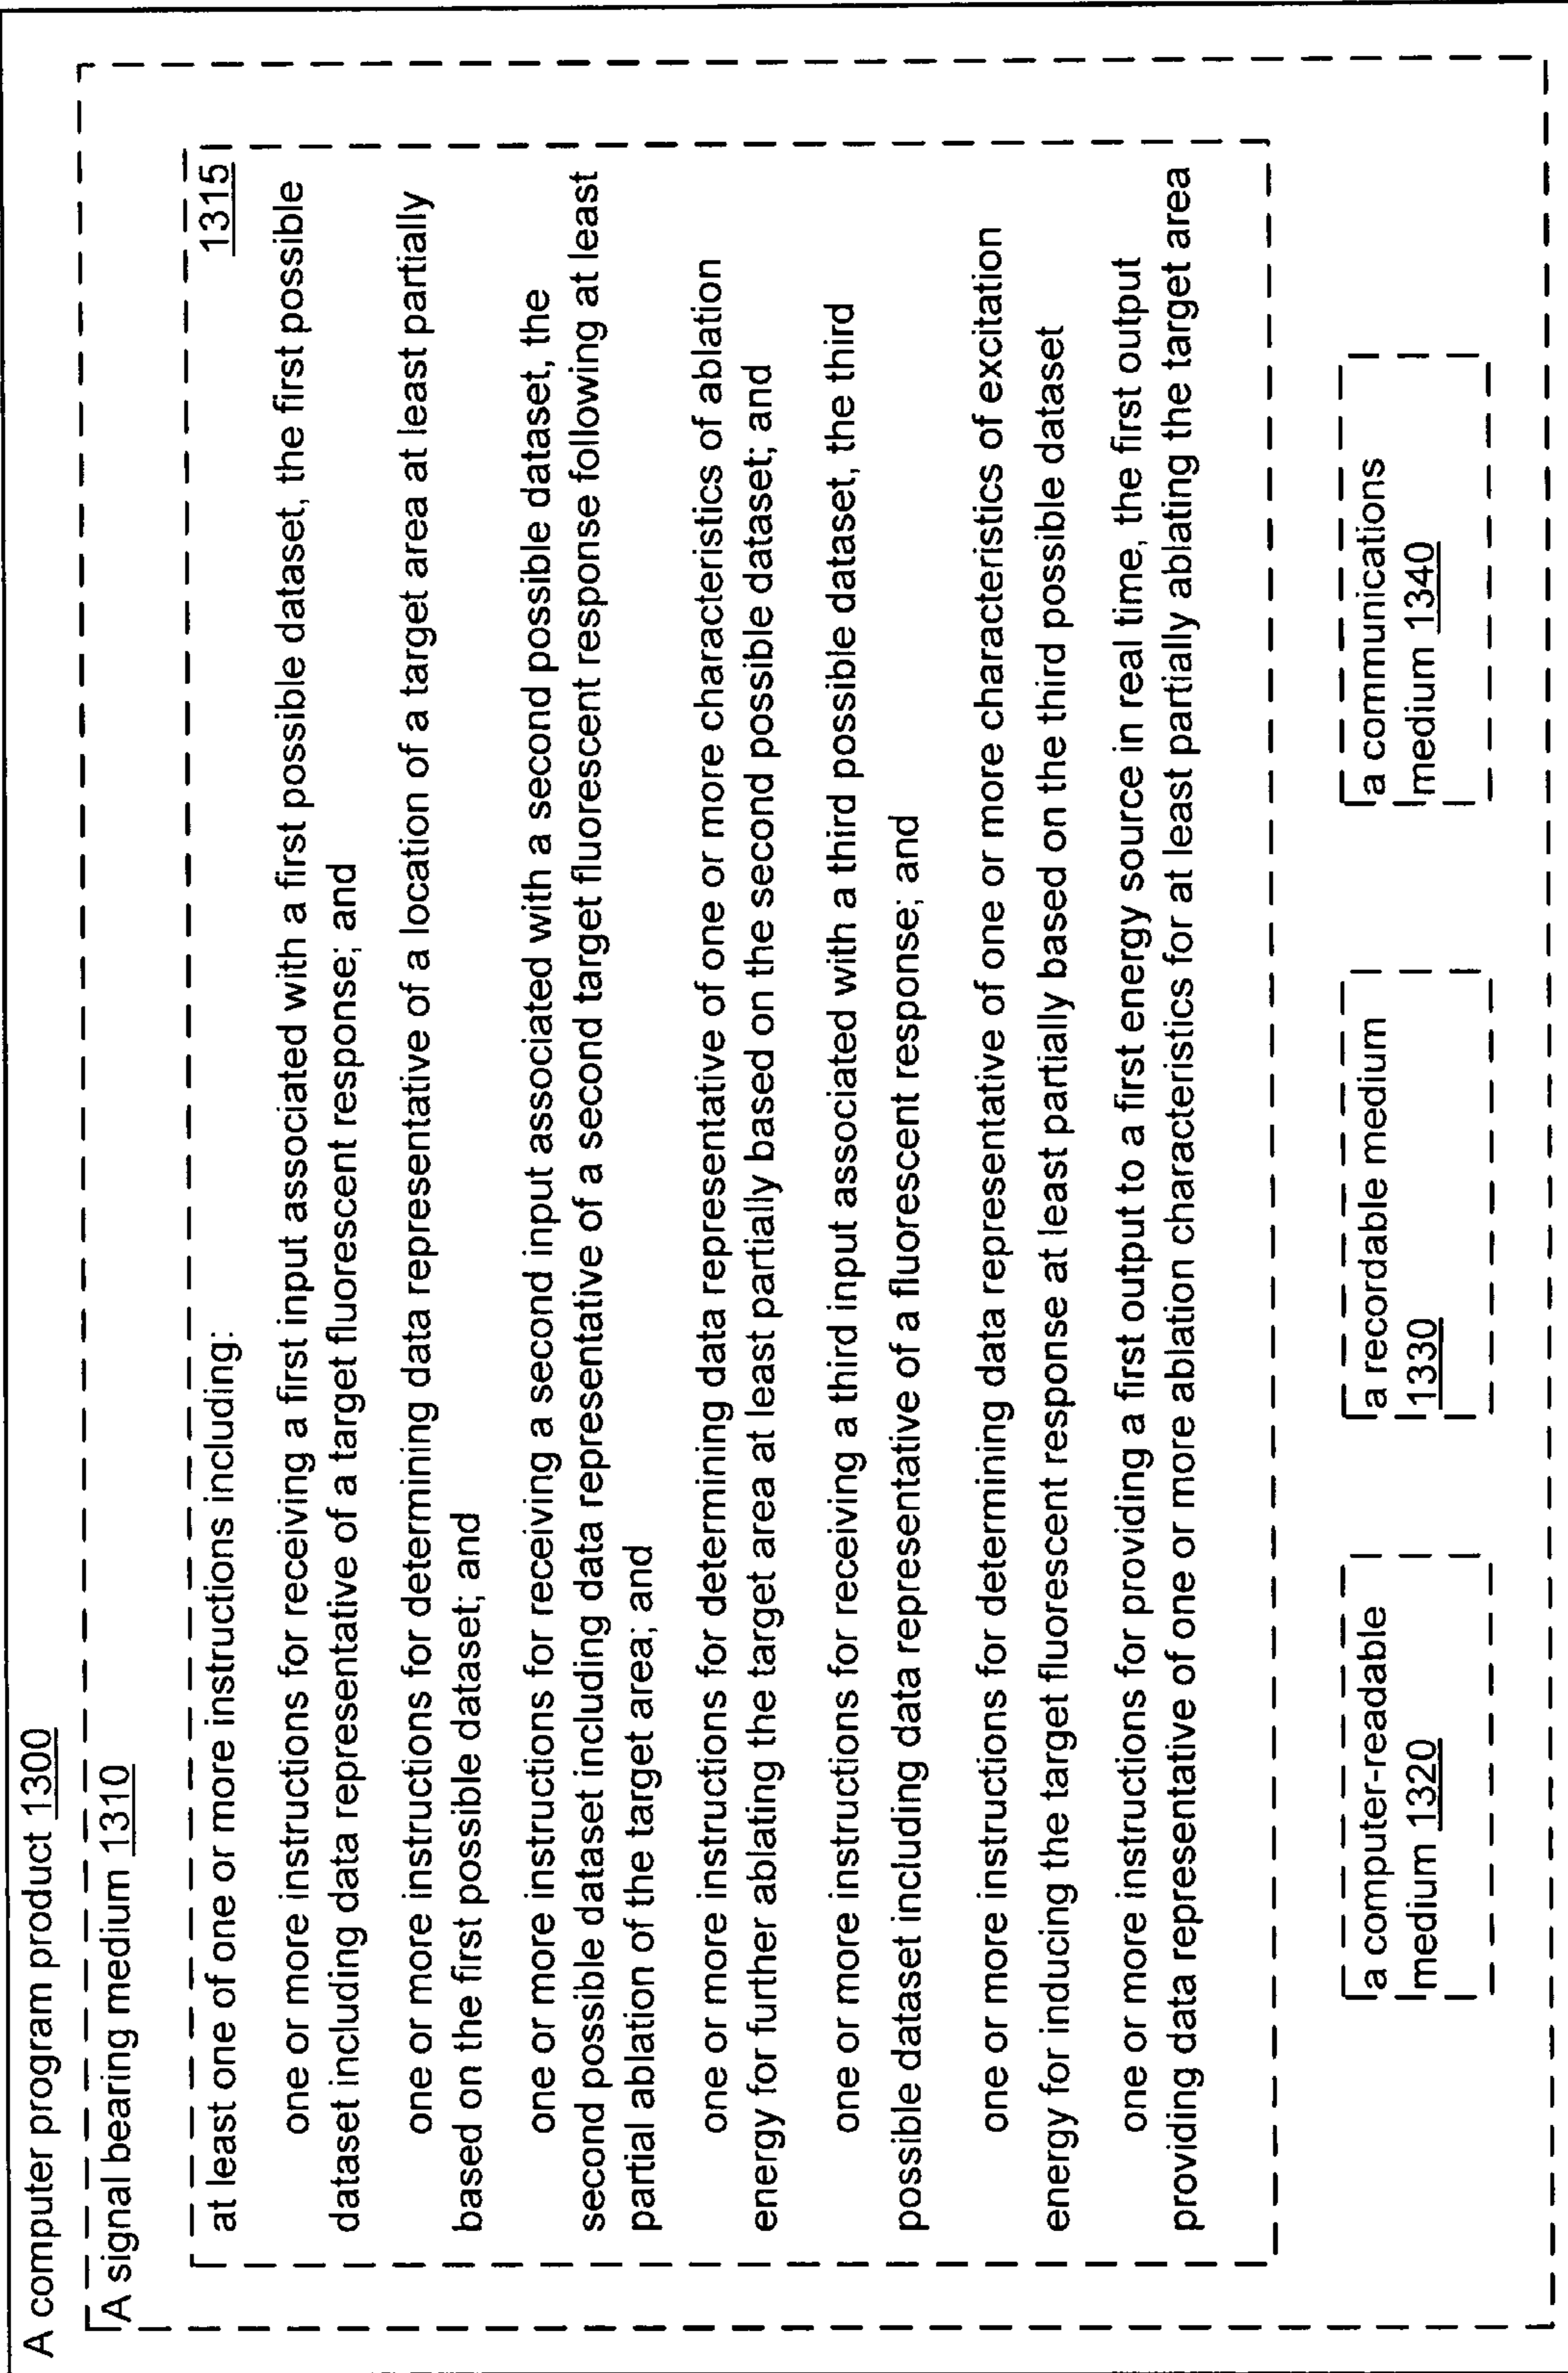 A computer program product 1300
A signal bearing medium 1310
1315
at least one of one or more instructions including:
one or more instructions for receiving a first input associated with a first possible dataset, the first possible
dataset including data representative of a target fluorescent response; and
one or more instructions for determining data representative of a location of a target area at least partially
based on the first possible dataset; and
one or more instructions for receiving a second input associated with a second possible dataset, the
second possible dataset including data representative of a second target fluorescent response following at least
partial ablation of the target area; and
one or more instructions for determining data representative of one or more characteristics of ablation
energy for further ablating the target area at least partially based on the second possible dataset; and
one or more instructions for receiving a third input associated with a third possible dataset, the third
possible dataset including data representative of a fluorescent response; and
one or more instructions for determining data representative of one or more characteristics of excitation
energy for inducing the target fluorescent response at least partially based on the third possible dataset
one or more instructions for providing a first output to a first energy source in real time, the first output
providing data representative of one or more ablation characteristics for at least partially ablating the target area
a computer-readable
medium 1320
a recordable medium
1330
a communications
medium 1340